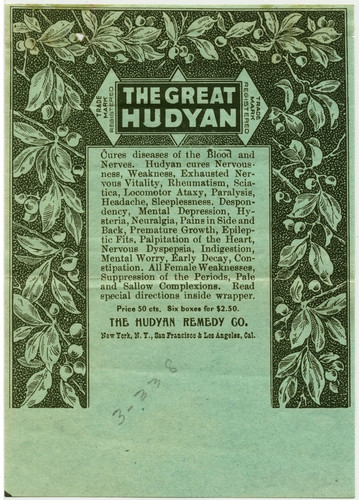 THE GREAT
HUDYAN
TRADE
MARK
REGISTERED
TRADE
MARK
REGISTERED
Cures diseases of the Blood and
Nerves. Hudyan cures Nervous-
ness, Weakness, Exhausted Ner-
vous Vitality, Rheumatism, Scia-
tica, Locomotor Ataxy, Paralysis,
Headache, Sleeplessness. Despon-
dency, Mental Depression, Hy-
steria, Neuralgia, Pains in Side and
Back, Premature Growth, Epilep-
tic Fits, Palpitation of the Heart,
Nervous Dyspepsia, Indigestion,
Mental Worry, Early Decay, Con-
stipation. All Female Weaknesses,
Suppression of the Periods, Pale
and Sallow Complexions. Read
special directions inside wrapper.
Price 50 cts. Six boxes for $2.50.
THE HUDYAN REMEDY CO.
New York, N. Y., San Francisco & Los Angeles, Cal.
3-338